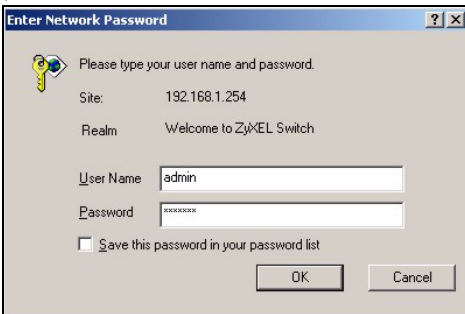 Enter Network Password
Please type your user name and password.
Site: 192.168.1.254
Realm Welcome to ZyXEL Switch
User Name admin
Password xxxxxxx
Save this password in your password list
OK Cancel